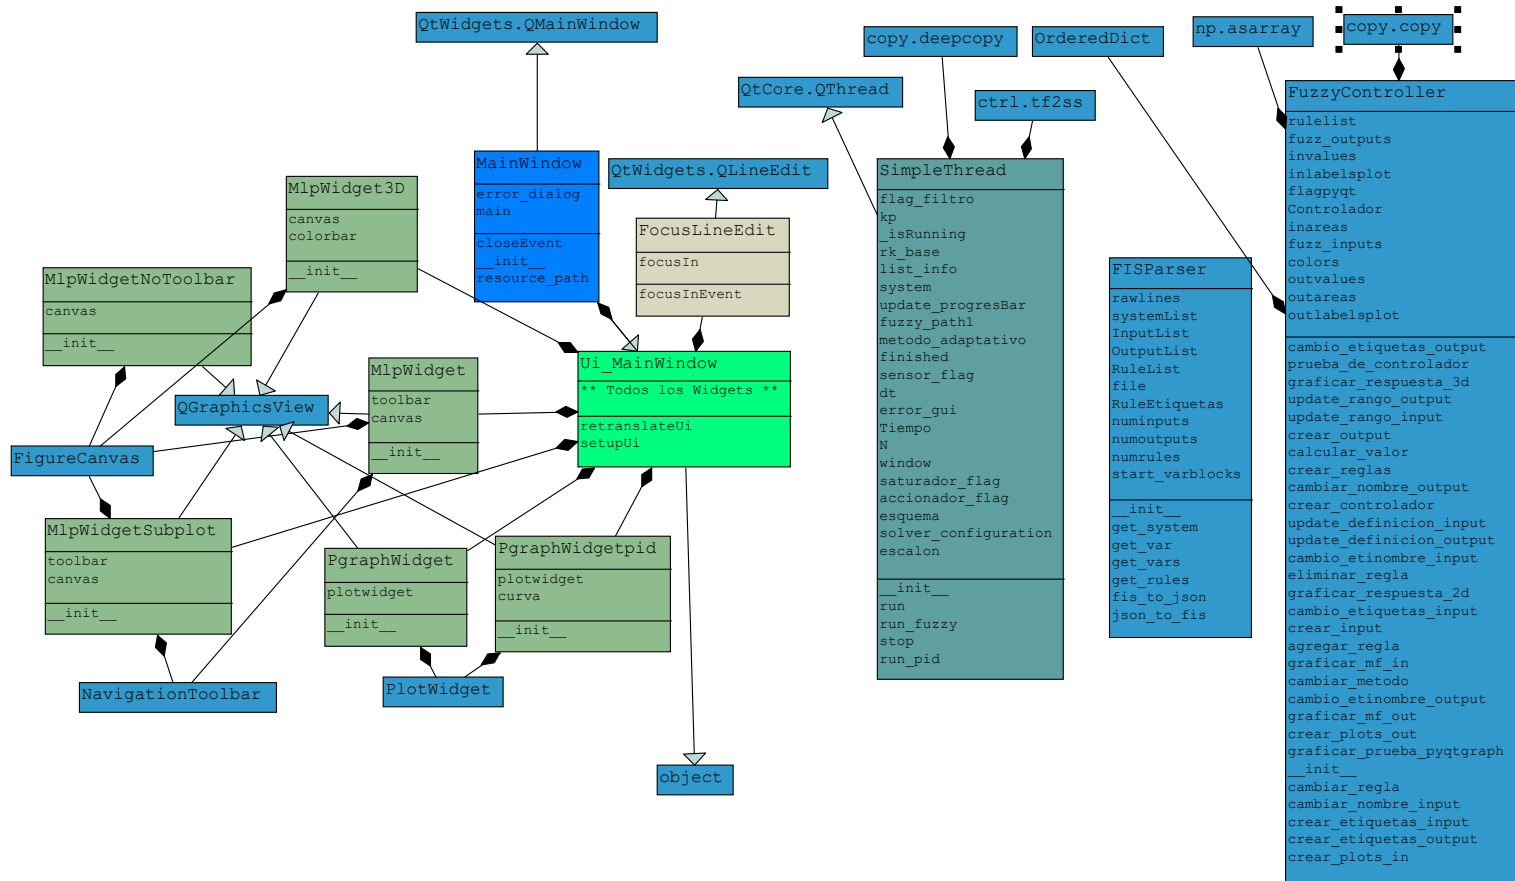 QtWidgets.QMainWindow
copy.deepcopy
OrderedDict
np.asarray
copy.copy
QtCore.QThread
ctrl.tf2ss
MainWindow
error_dialog
main
closeEvent
__init__
resource_path
QtWidgets.QLineEdit
MlpWidget3D
canvas
colorbar
__init__
FocusLineEdit
focusIn
focusInEvent
MlpWidgetNoToolbar
canvas
__init__
MlpWidget
toolbar
canvas
__init__
Ui_MainWindow
** Todos los Widgets **
retranslateUi
setupUi
QGraphicsView
FigureCanvas
MlpWidgetSubplot
toolbar
canvas
__init__
PgraphWidget
plotwidget
__init__
PgraphWidgetpid
plotwidget
curva
__init__
NavigationToolbar
PlotWidget
object
SimpleThread
flag_filtro
kp
_isRunning
rk_base
list_info
system
update_progresBar
fuzzy_path1
metodo_adaptativo
finished
sensor_flag
dt
error_gui
Tiempo
N
window
saturador_flag
accionador_flag
esquema
solver_configuration
escalon
__init__
run
run_fuzzy
stop
run_pid
FISParser
rawlines
systemList
InputList
OutputList
RuleList
file
RuleEtiquetas
numinputs
numoutputs
numrules
start_varblocks
__init__
get_system
get_var
get_vars
get_rules
fis_to_json
json_to_fis
FuzzyController
rulelist
fuzz_outputs
invalues
inlabelsplot
flagpyqt
Controlador
inareas
fuzz_inputs
colors
outvalues
outareas
outlabelsplot
cambio_etiquetas_output
prueba_de_controlador
graficar_respuesta_3d
update_rango_output
update_rango_input
crear_output
calcular_valor
crear_reglas
cambiar_nombre_output
crear_controlador
update_definicion_input
update_definicion_output
cambio_etinombre_input
eliminar_regla
graficar_respuesta_2d
cambio_etiquetas_input
crear_input
agregar_regla
graficar_mf_in
cambiar_metodo
cambio_etinombre_output
graficar_mf_out
crear_plots_out
graficar_prueba_pyqtgraph
__init__
cambiar_regla
cambiar_nombre_input
crear_etiquetas_input
crear_etiquetas_output
crear_plots_in